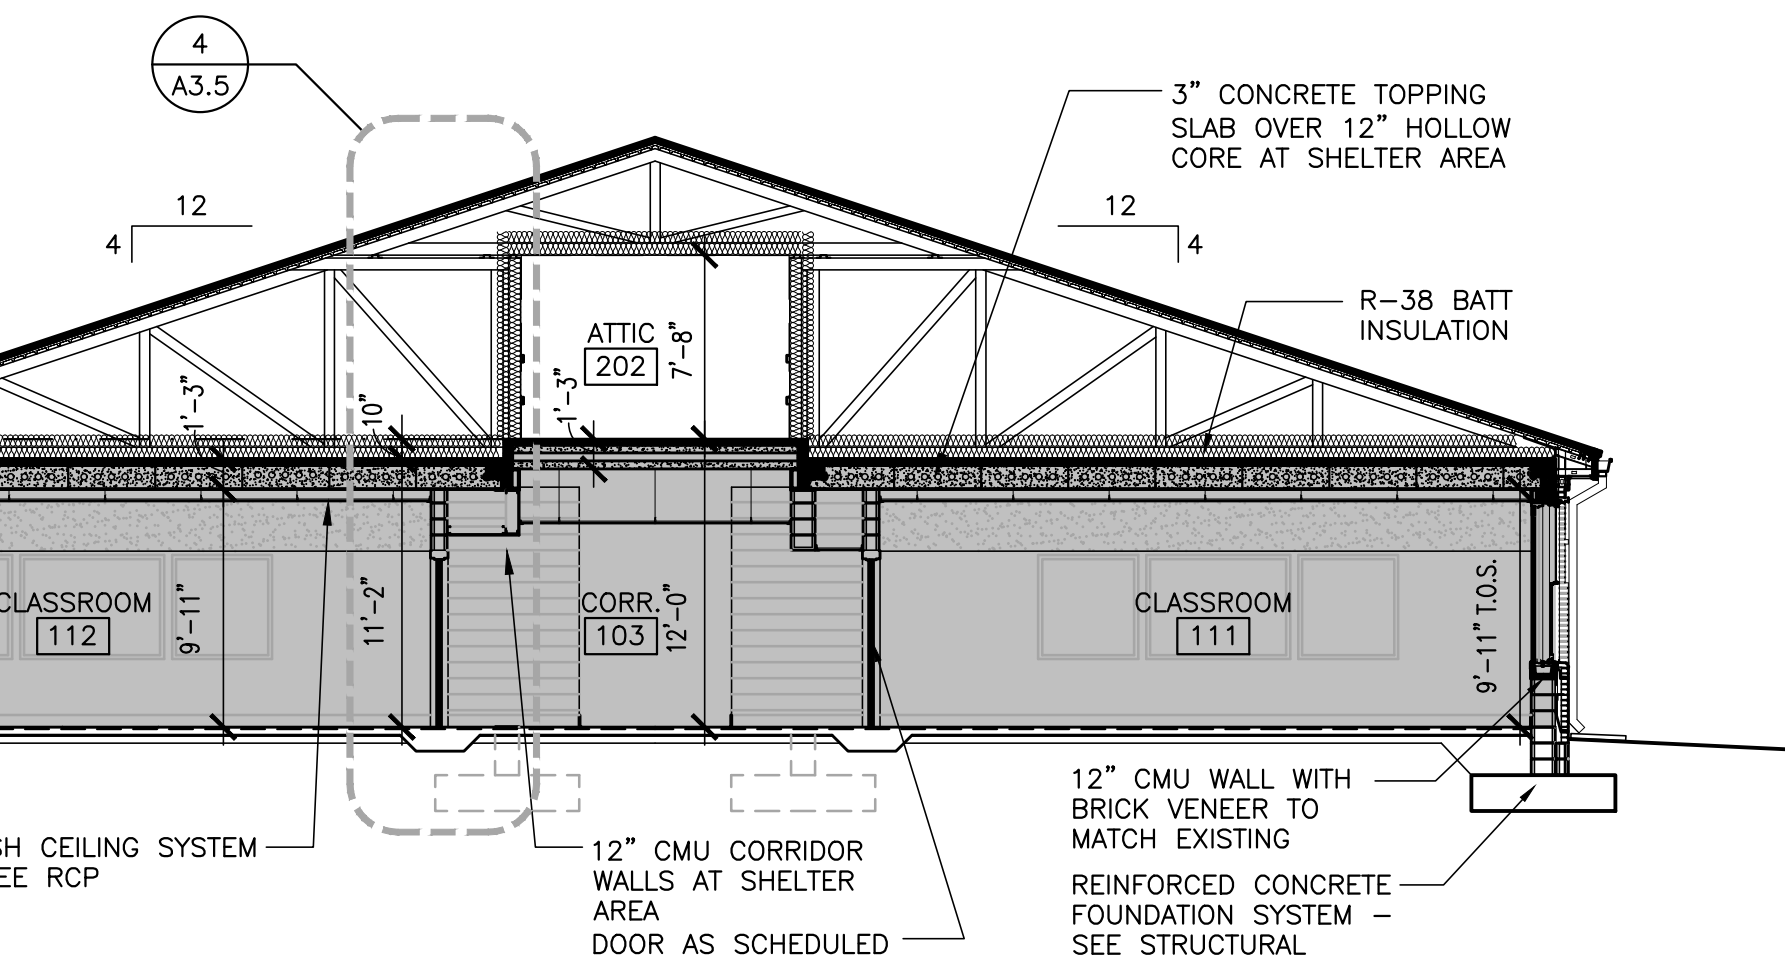 4
A3.5
3” CONCRETE TOPPING
SLAB OVER 12” HOLLOW
CORE AT SHELTER AREA
12
4
12
4
R-38 BATT
INSULATION
ATTIC
202
7'-8"
1'-3"
10"
1'-3"
CLASSROOM
112
9'-11"
11'-2"
CORR.
103
12'-0"
CLASSROOM
111
9'-11" T.O.S.
SH CEILING SYSTEM
EE RCP
12” CMU CORRIDOR
WALLS AT SHELTER
AREA
DOOR AS SCHEDULED
12” CMU WALL WITH
BRICK VENEER TO
MATCH EXISTING
REINFORCED CONCRETE
FOUNDATION SYSTEM –
SEE STRUCTURAL